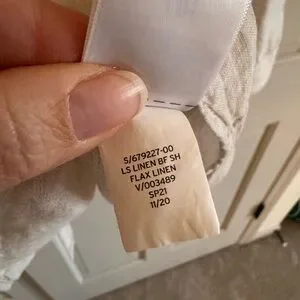 5/679227-00
LS LINEN BF SH
FLAX LINEN
V/003489
SP21
11/20